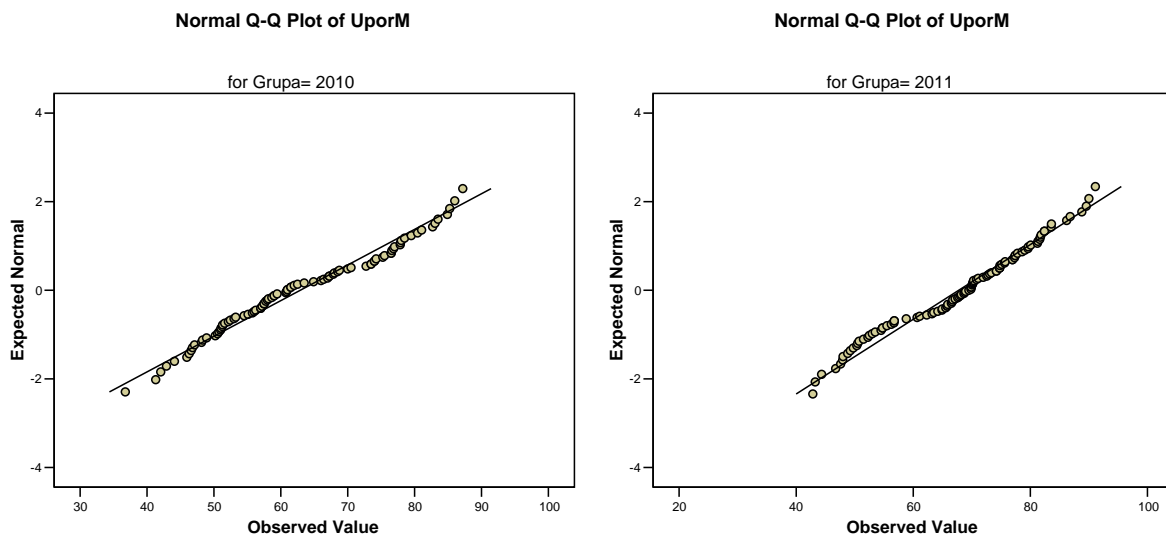 Normal Q-Q Plot of UporM
for Grupa= 2010
4
2
0
-2
-4
Expected Normal
30 40 50 60 70 80 90 100
Observed Value
Normal Q-Q Plot of UporM
for Grupa= 2011
4
2
0
-2
-4
Expected Normal
20 40 60 80 100
Observed Value